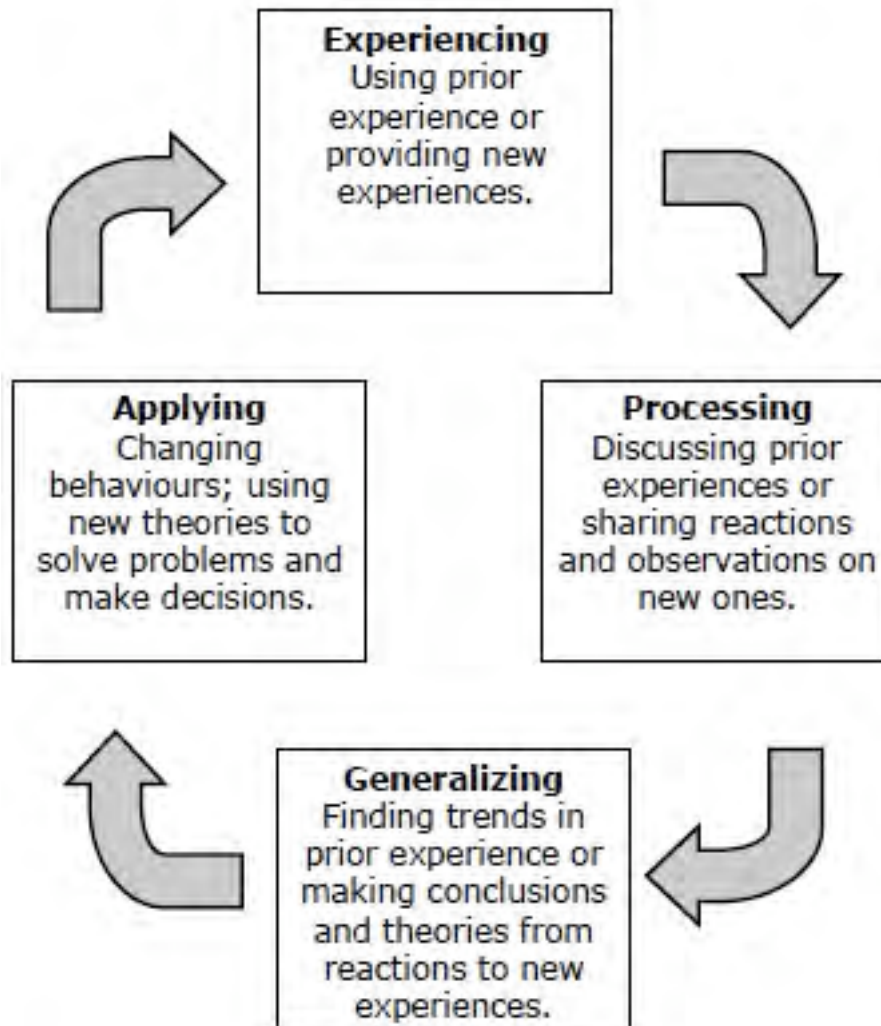 Experiencing
Using prior
experience or
providing new
experiences.
Applying
Changing
behaviours; using
new theories to
solve problems and
make decisions.
Processing
Discussing prior
experiences or
sharing reactions
and observations on
new ones.
Generalizing
Finding trends in
prior experience or
making conclusions
and theories from
reactions to new
experiences.